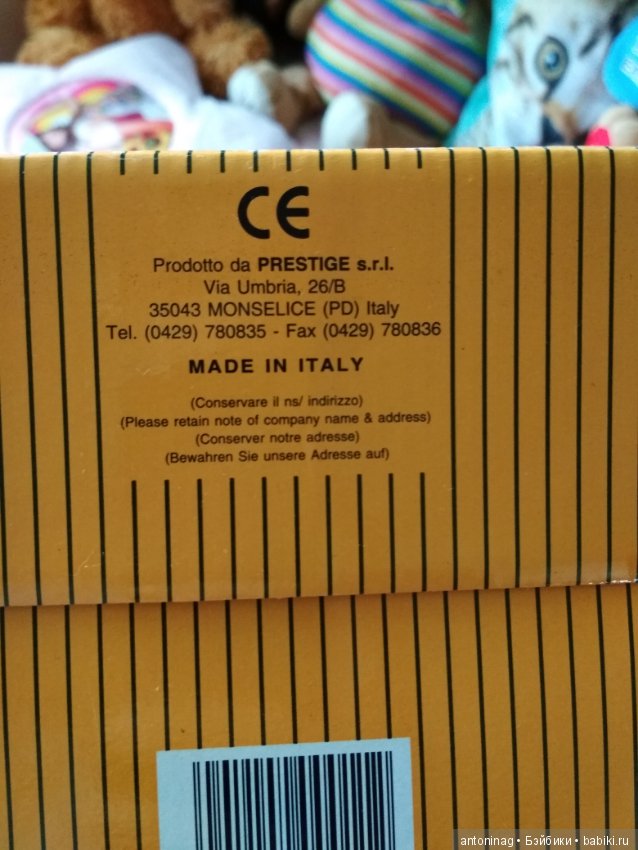 CE
Prodotto da PRESTIGE s.r.l.
Via Umbria, 26/B
35043 MONSELICE (PD) Italy
Tel. (0429) 780835 - Fax (0429) 780836
MADE IN ITALY
(Conservare il ns/ indirizzo)
(Please retain note of company name & address)
(Conserver notre adresse)
(Bewahren Sie unsere Adresse auf)
antoninag • Бэйбики • babiki.ru